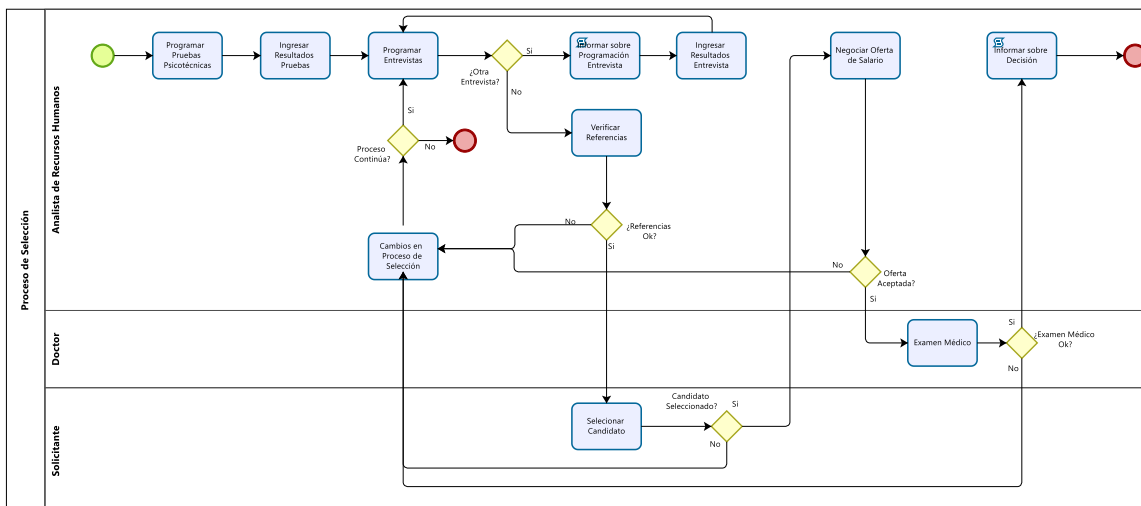 Proceso de Selección
Analista de Recursos Humanos
Programar
Pruebas
Psicotécnicas
Ingresar
Resultados
Pruebas
Programar
Entrevistas
¿Otra
Entrevista?
Si
No
Informar sobre
Programación
Entrevista
Ingresar
Resultados
Entrevista
Negociar Oferta
de Salario
Informar sobre
Decisión
Verificar
Referencias
Si
Proceso
Continúa?
No
No
¿Referencias
Ok?
Si
Cambios en
Proceso de
Selección
No
Oferta
Aceptada?
Si
Doctor
Examen Médico
Si
¿Examen Médico
Ok?
No
Solicitante
Selecionar
Candidato
Candidato
Seleccionado?
Si
No